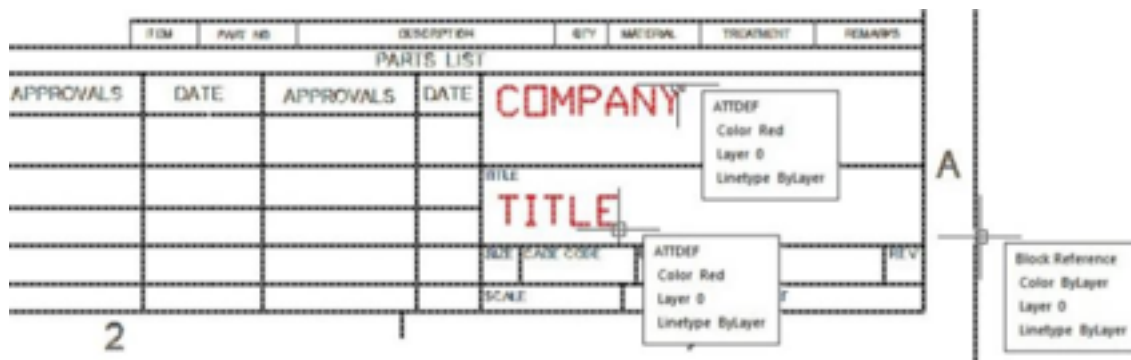 ITEM PART NO DESCRIPTION QTY MATERIAL TREATMENT REMARKS
PARTS LIST
APPROVALS DATE APPROVALS DATE
COMPANY
ATTDEF
Color Red
Layer 0
Linetype ByLayer
A
TITLE
TITLE
SIZE CAGE CODE REV
ATTDEF
Color Red
Layer 0
Linetype ByLayer
Block Reference
Color ByLayer
Layer 0
Linetype ByLayer
SCALE
2